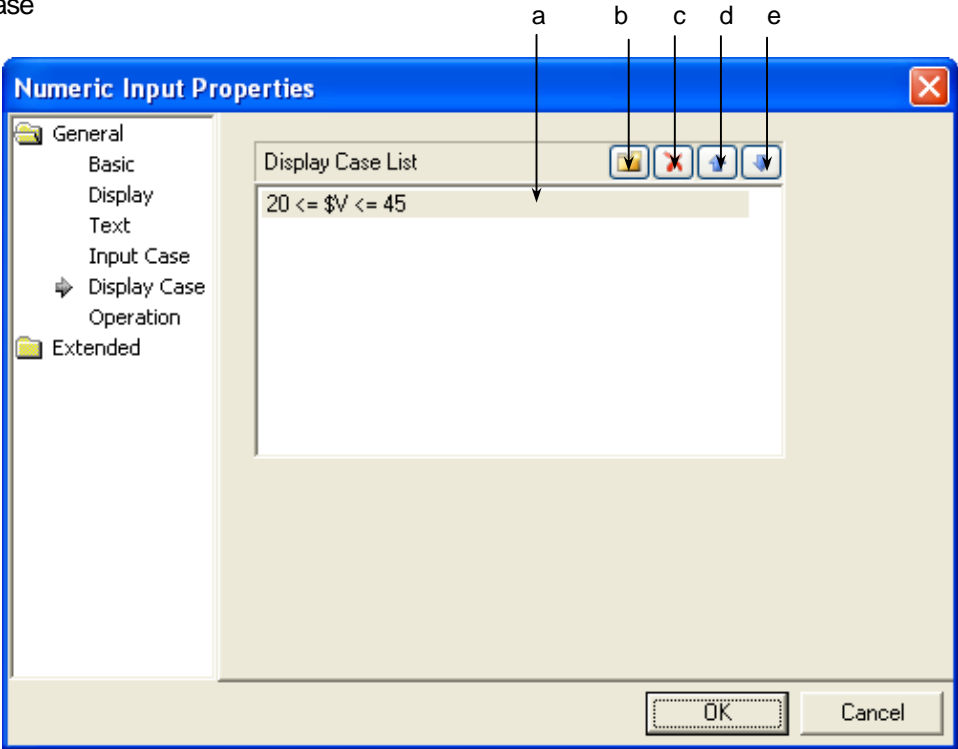 ase
a b c d e
Numeric Input Properties
General
Basic
Display
Text
Input Case
Display Case
Operation
Extended
Display Case List
20 <= $V <= 45
OK Cancel